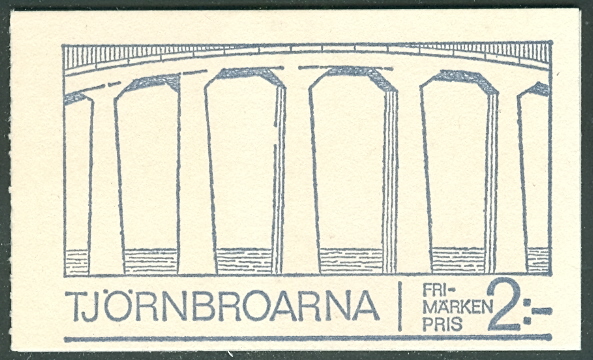 TJÖRNBROARNA
FRI-
MÄRKEN
PRIS
2:-